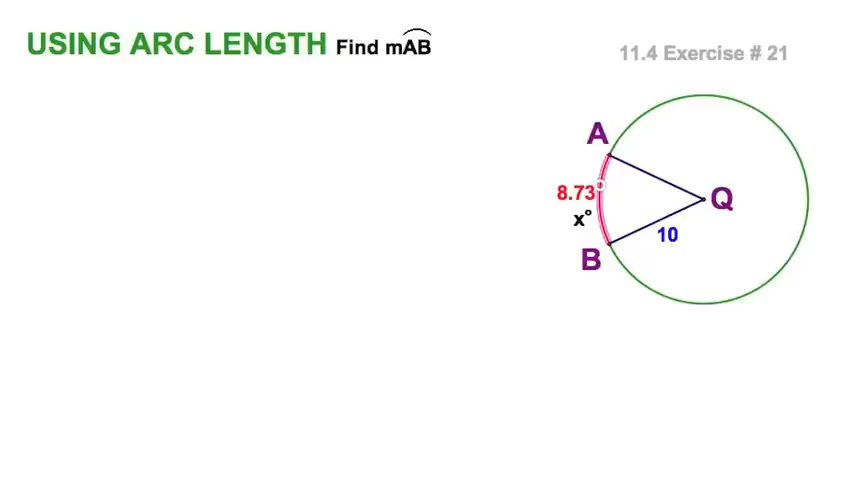 USING ARC LENGTH Find mAB
11.4 Exercise # 21
A
8.73
x°
Q
10
B